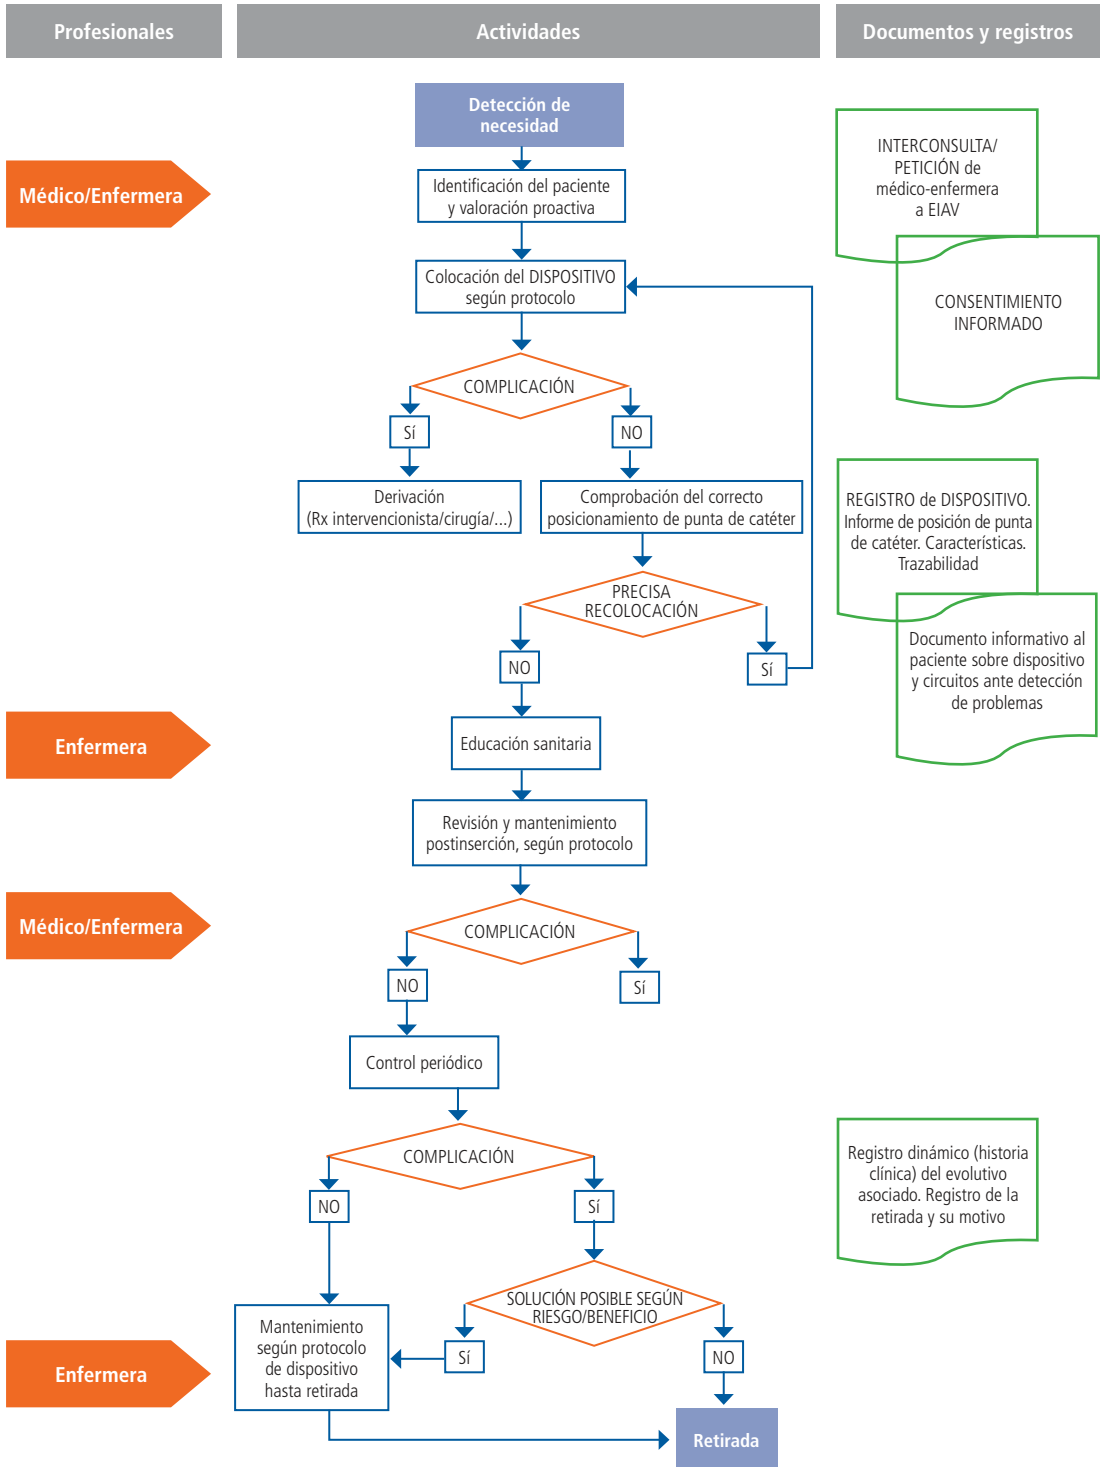 Profesionales
Actividades
Documentos y registros
Detección de
necesidad
Médico/Enfermera
Identificación del paciente
y valoración proactiva
INTERCONSULTA/
PETICIÓN de
médico-enfermera
a EIAV
Colocación del DISPOSITIVO
según protocolo
CONSENTIMIENTO
INFORMADO
COMPLICACIÓN
Sí
NO
Derivación
(Rx intervencionista/cirugía/...)
Comprobación del correcto
posicionamiento de punta de catéter
REGISTRO de DISPOSITIVO.
Informe de posición de punta
de catéter. Características.
Trazabilidad
PRECISA
RECOLOCACIÓN
NO
Sí
Documento informativo al
paciente sobre dispositivo
y circuitos ante detección
de problemas
Enfermera
Educación sanitaria
Revisión y mantenimiento
postinserción, según protocolo
Médico/Enfermera
COMPLICACIÓN
NO
Sí
Control periódico
COMPLICACIÓN
NO
Sí
Registro dinámico (historia
clínica) del evolutivo
asociado. Registro de la
retirada y su motivo
SOLUCIÓN POSIBLE SEGÚN
RIESGO/BENEFICIO
Enfermera
Mantenimiento
según protocolo
de dispositivo
hasta retirada
Sí
NO
Retirada